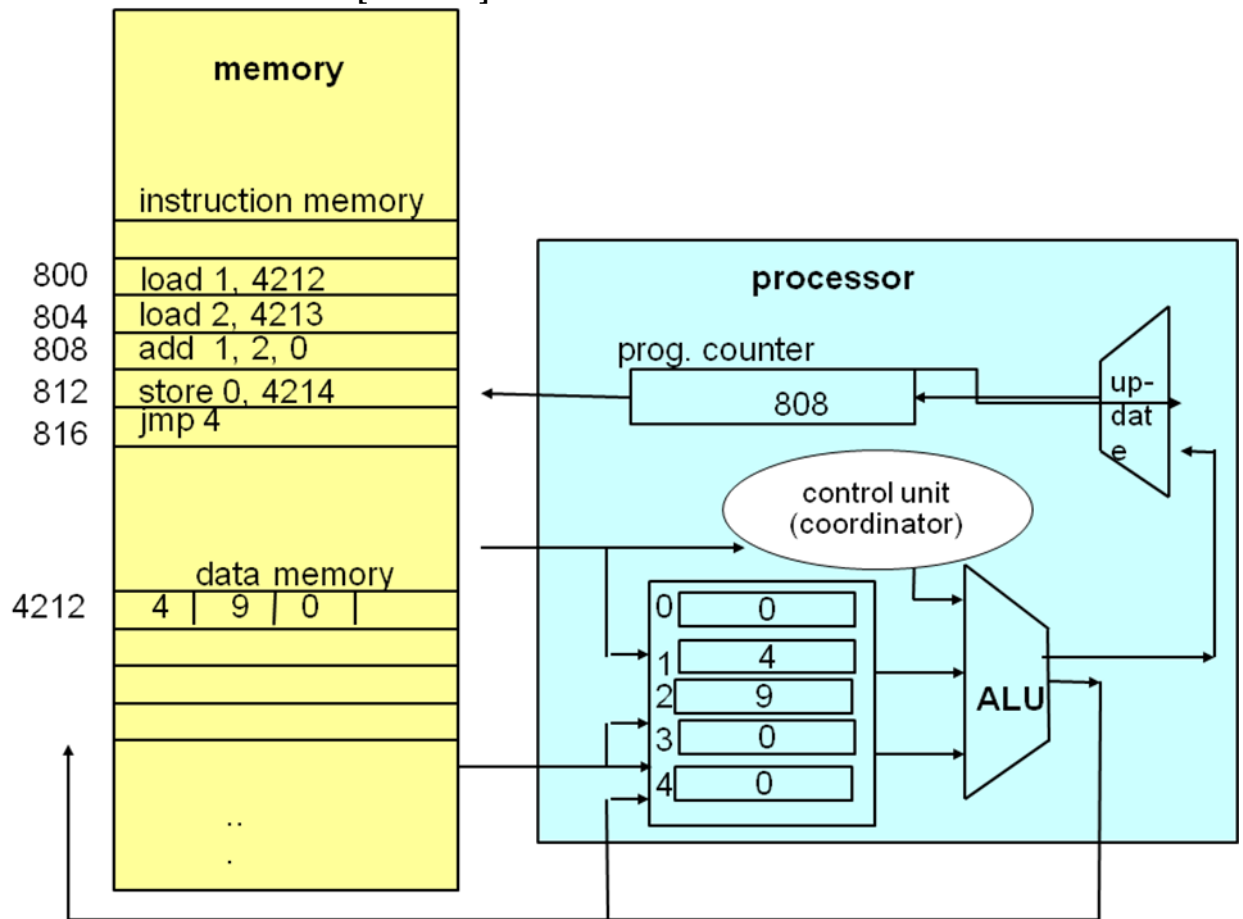 memory
instruction memory
800 load 1, 4212
804 load 2, 4213
808 add 1, 2, 0
812 store 0, 4214
816 jmp 4
data memory
4212 4 9 0
..
.
processor
prog. counter
808
up-
dat
e
control unit
(coordinator)
0 0
1 4
2 9
3 0
4 0
ALU